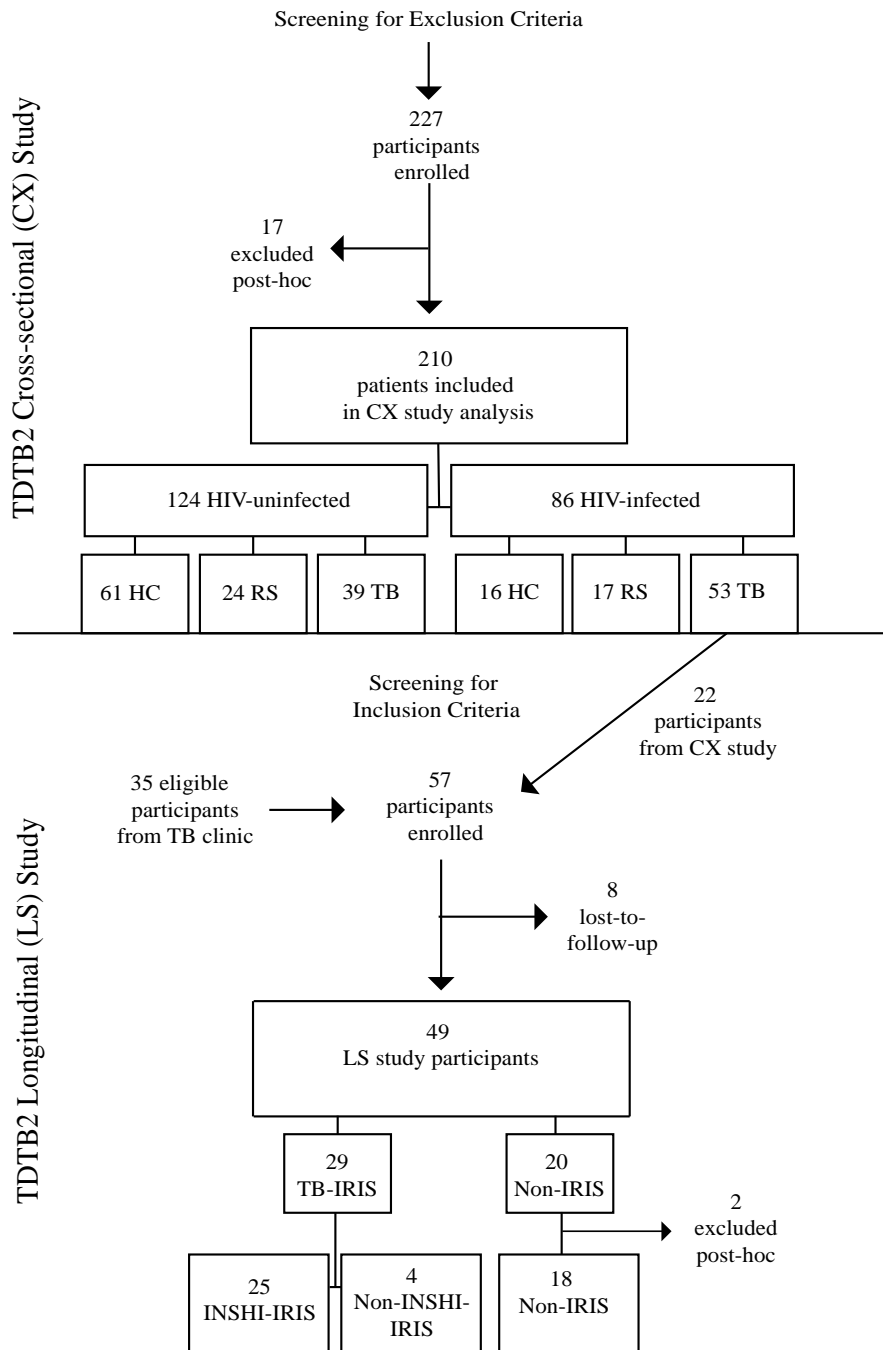 Screening for Exclusion Criteria
TDTB2 Cross-sectional (CX) Study
227
participants
enrolled
17
excluded
post-hoc
210
patients included
in CX study analysis
124 HIV-uninfected
86 HIV-infected
61 HC
24 RS
39 TB
16 HC
17 RS
53 TB
TDTB2 Longitudinal (LS) Study
Screening for
Inclusion Criteria
22
participants
from CX study
35 eligible
participants
from TB clinic
57
participants
enrolled
8
lost-to-
follow-up
49
LS study participants
29
TB-IRIS
20
Non-IRIS
2
excluded
post-hoc
25
INSHI-IRIS
4
Non-INSHI-
IRIS
18
Non-IRIS